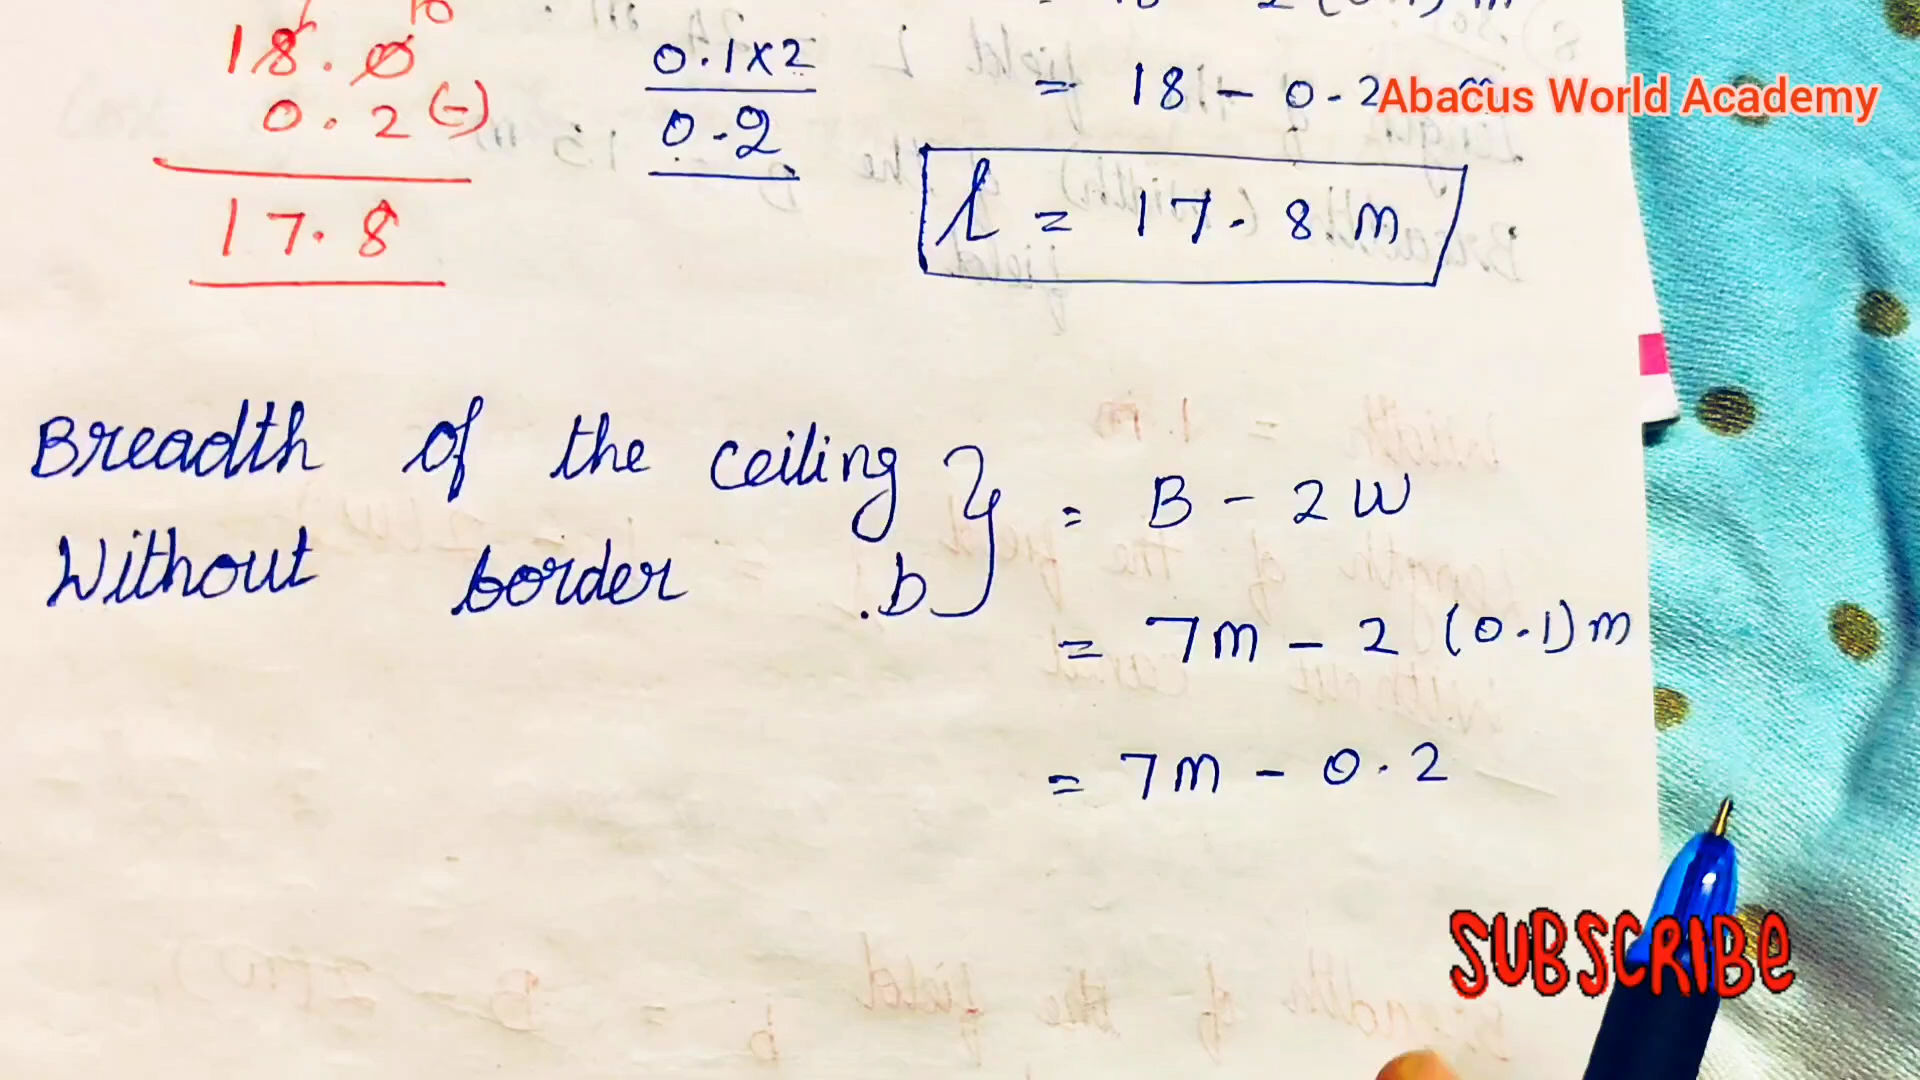 18.0 10
0.2 (-)
17.8
0.1x2
0.2
= 18 - 0.2
Abacus World Academy
l = 17.8 m
Breadth of the ceiling
Without border .b } = B - 2W
= 7m - 2 (0.1) m
= 7m - 0.2
SUBSCRIBE